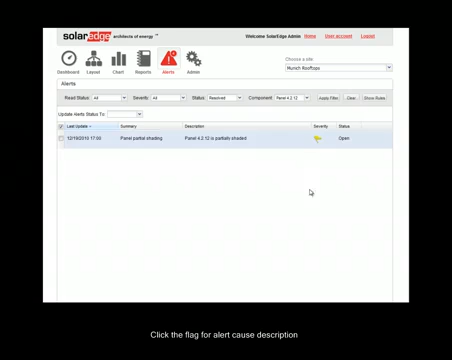 solaredge architects of energy™
Welcome SolarEdge Admin Home User account Logout
Choose a site
Munich Rooftops
Dashboard Layout Chart Reports Alerts Admin
Alerts
Read Status: All Severity: All Status: Resolved Component: Panel 4.2.12 Apply Filter Clear Show Rules
Update Alerts Status To:
Last Update Summary Description Severity Status
12/19/2010 17:00 Panel partial shading Panel 4.2.12 is partially shaded Open
Click the flag for alert cause description